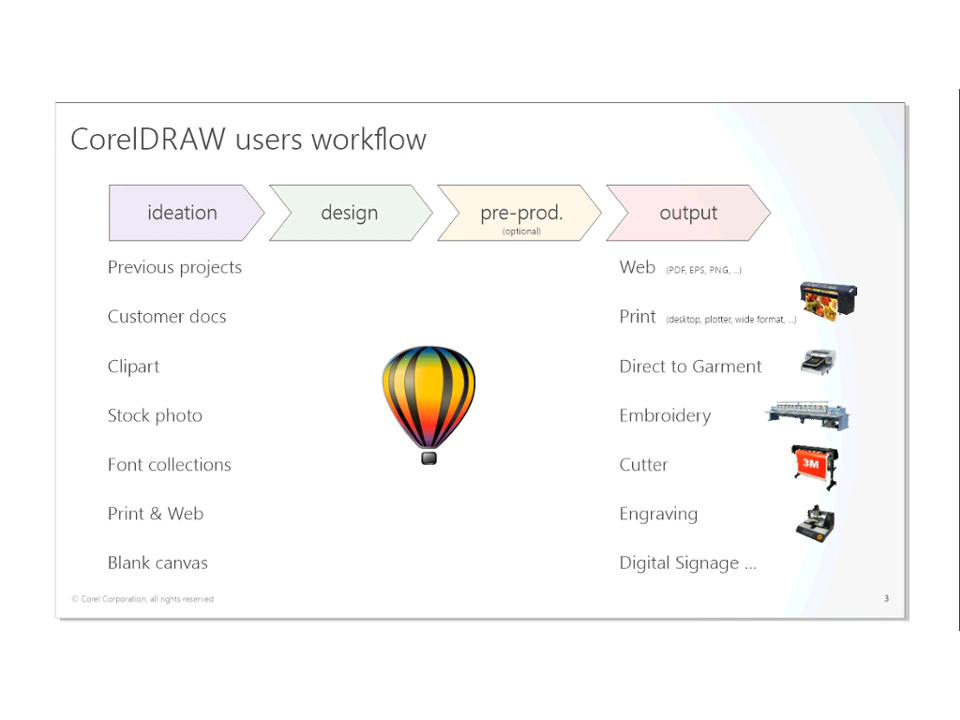 CorelDRAW users workflow
ideation
design
pre-prod.
(optional)
output
Previous projects
Customer docs
Clipart
Stock photo
Font collections
Print & Web
Blank canvas
Web (PDF, EPS, PNG, ...)
Print (desktop, plotter, wide format, ...)
Direct to Garment
Embroidery
Cutter
3M
Engraving
Digital Signage ...
© Corel Corporation, all rights reserved
3